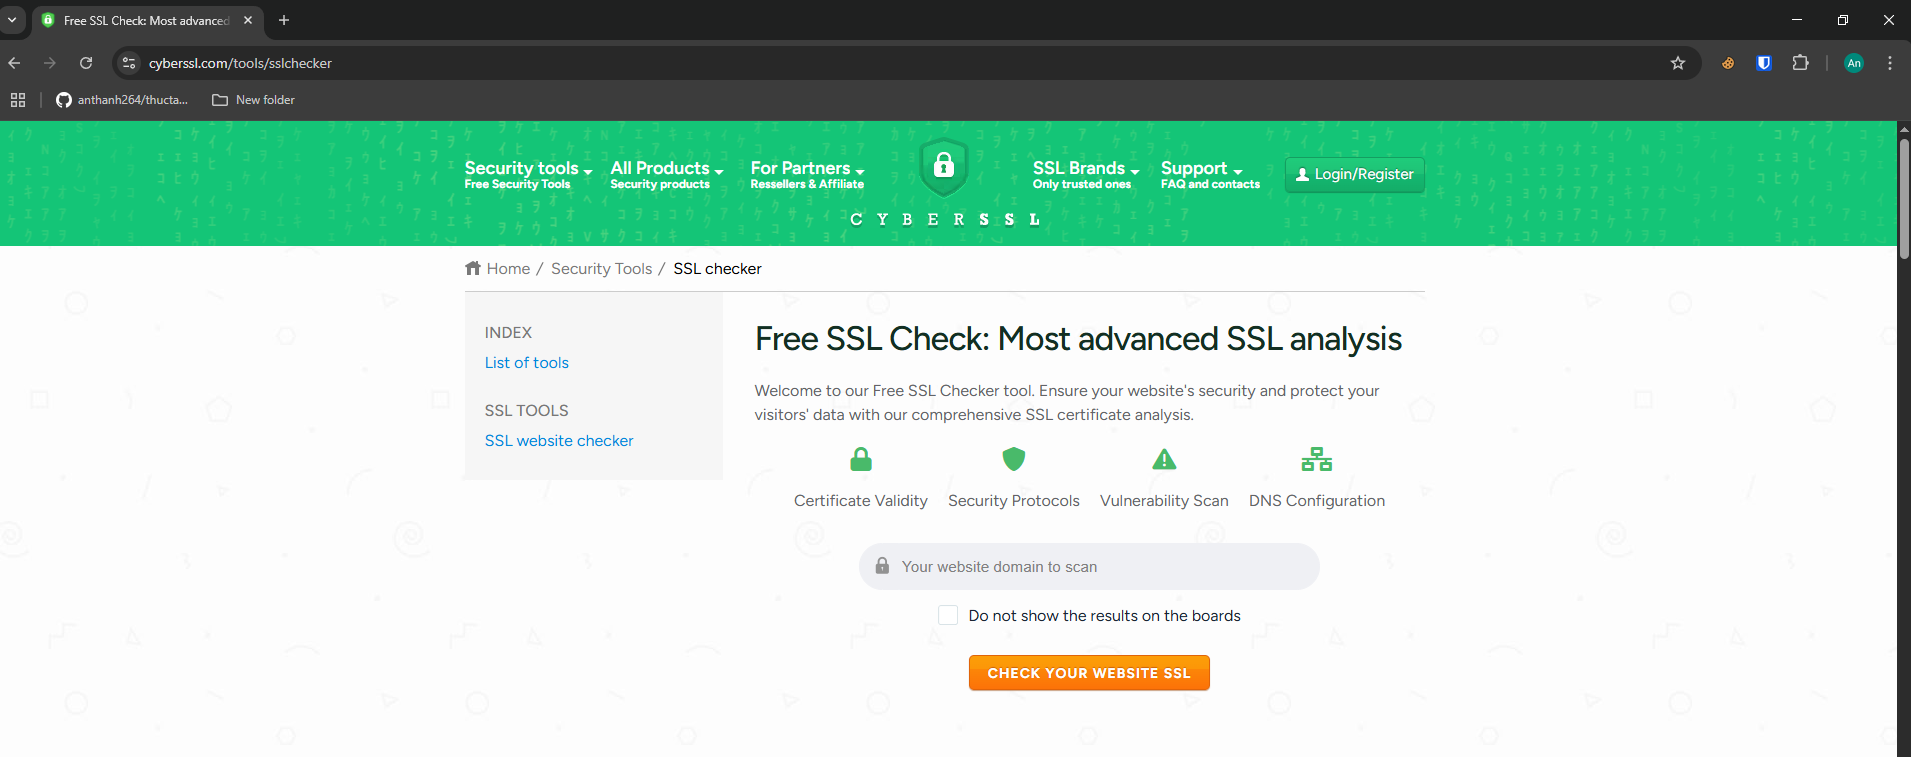 Free SSL Check: Most advanced
cyberssl.com/tools/sslchecker
An
anthanh264/thucta...
New folder
Security tools
Free Security Tools
All Products
Security products
For Partners
Ressellers & Affiliate
CYBERSSL
SSL Brands
Only trusted ones
Support
FAQ and contacts
Login/Register
Home / Security Tools / SSL checker
INDEX
List of tools
SSL TOOLS
SSL website checker
Free SSL Check: Most advanced SSL analysis
Welcome to our Free SSL Checker tool. Ensure your website's security and protect your
visitors' data with our comprehensive SSL certificate analysis.
Certificate Validity
Security Protocols
Vulnerability Scan
DNS Configuration
Your website domain to scan
Do not show the results on the boards
CHECK YOUR WEBSITE SSL